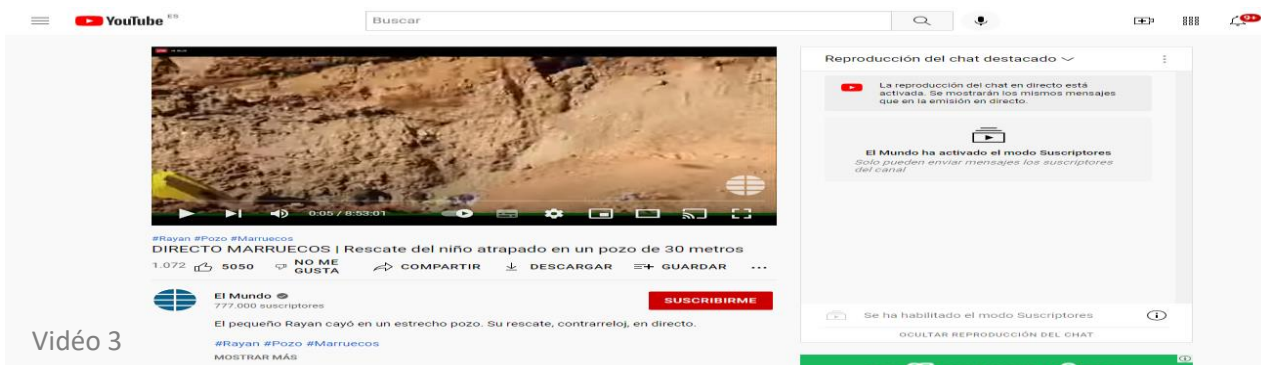 YouTube ES
Buscar
9+
Reproducción del chat destacado
La reproducción del chat en directo está
activada. Se mostrarán los mismos mensajes
que en la emisión en directo.
El Mundo ha activado el modo Suscriptores
Solo pueden enviar mensajes los suscriptores
del canal
0:05 / 8:53:01
#Rayan #Pozo #Marruecos
DIRECTO MARRUECOS | Rescate del niño atrapado en un pozo de 30 metros
1.072 5050 NO ME GUSTA COMPARTIR DESCARGAR GUARDAR ...
El Mundo
777.000 suscriptores
SUSCRIBIRME
El pequeño Rayan cayó en un estrecho pozo. Su rescate, contrarreloj, en directo.
#Rayan #Pozo #Marruecos
MOSTRAR MÁS
Se ha habilitado el modo Suscriptores
OCULTAR REPRODUCCIÓN DEL CHAT
Vidéo 3